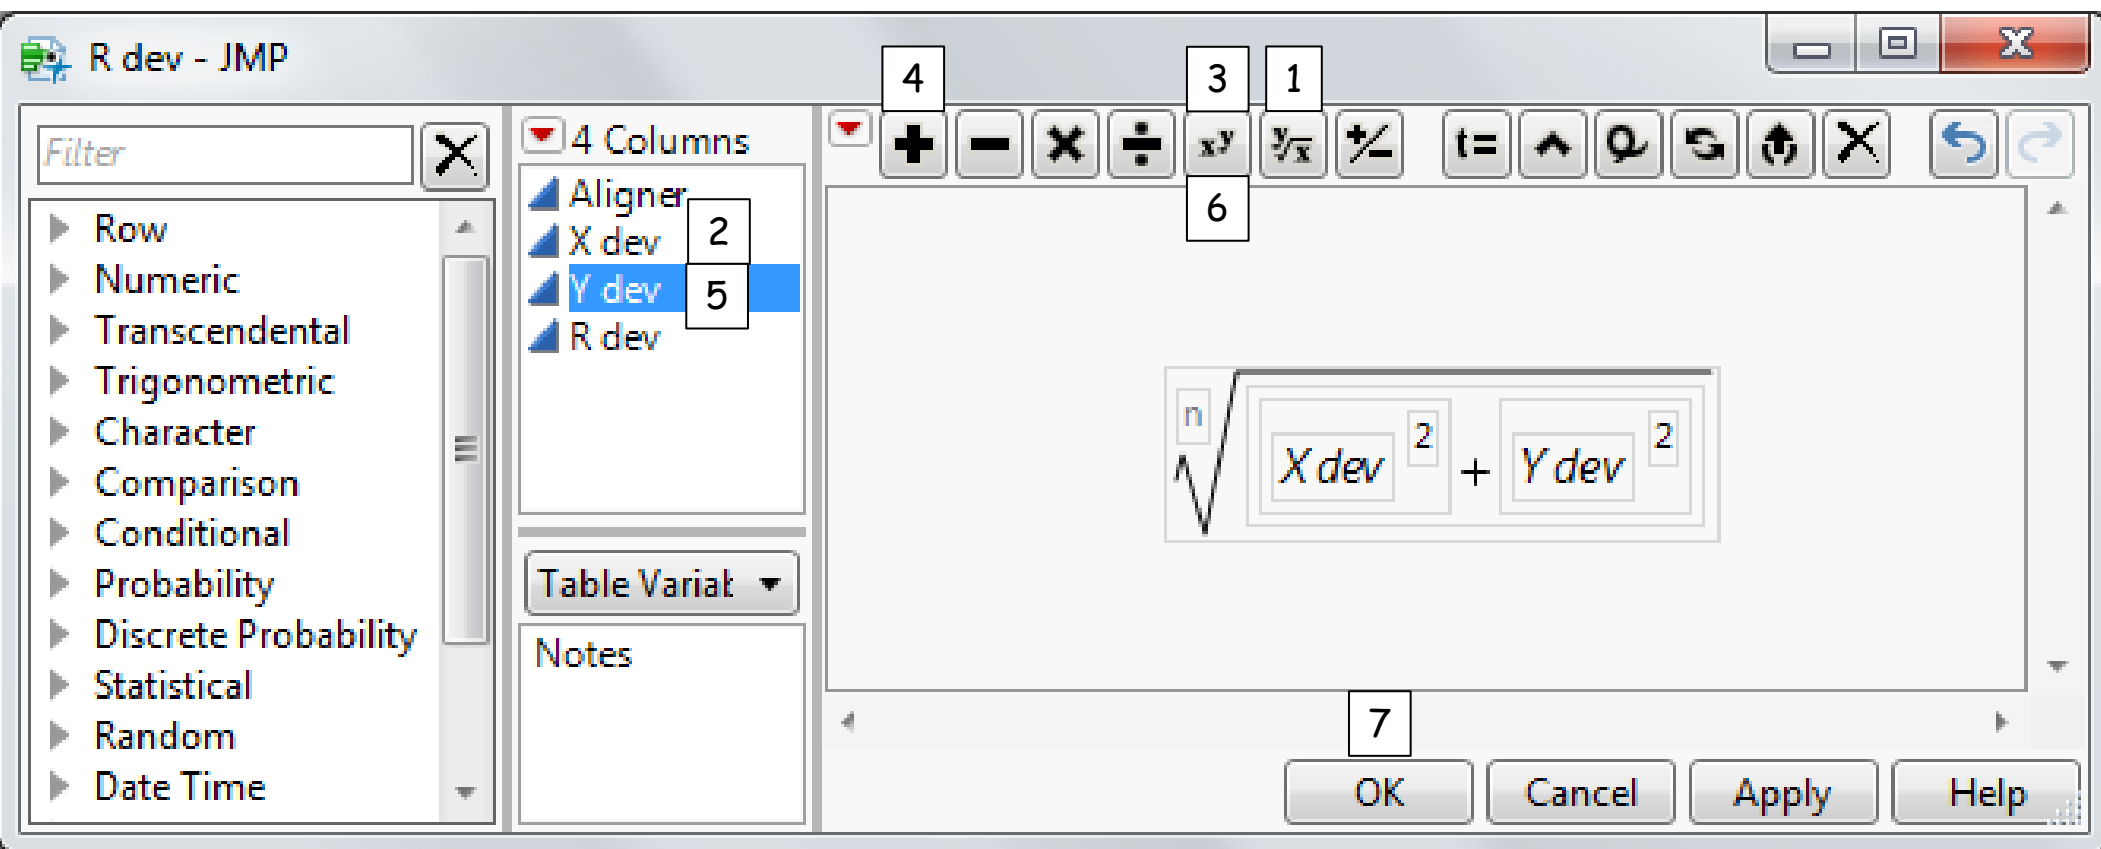 R dev - JMP
4
3
1
Filter
4 Columns
x^y
y√x
t=
6
Aligner
X dev
2
Y dev
5
R dev
Row
Numeric
Transcendental
Trigonometric
Character
Comparison
Conditional
Probability
Discrete Probability
Statistical
Random
Date Time
Table Variat
Notes
n
X dev 2 + Y dev 2
7
OK
Cancel
Apply
Help